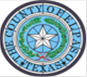 THE COUNTY OF EL PASO
TEXAS